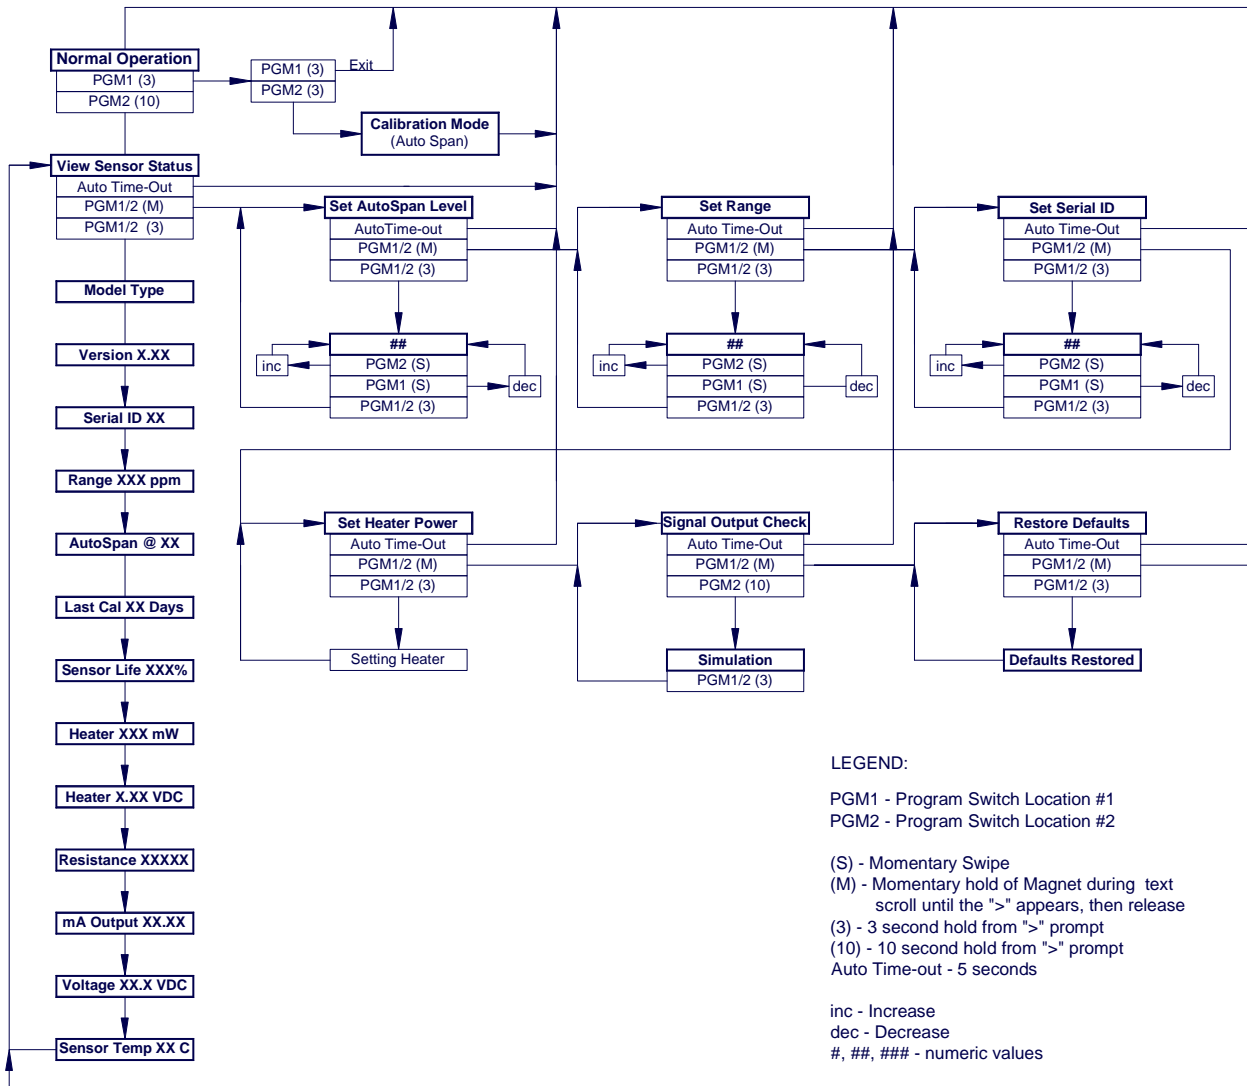 Normal Operation
PGM1 (3)
PGM2 (10)
PGM1 (3)
PGM2 (3)
Exit
Calibration Mode
(Auto Span)
View Sensor Status
Auto Time-Out
PGM1/2 (M)
PGM1/2 (3)
Model Type
Version X.XX
Serial ID XX
Range XXX ppm
AutoSpan @ XX
Last Cal XX Days
Sensor Life XXX%
Heater XXX mW
Heater X.XX VDC
Resistance XXXXX
mA Output XX.XX
Voltage XX.X VDC
Sensor Temp XX C
Set AutoSpan Level
AutoTime-out
PGM1/2 (M)
PGM1/2 (3)
##
PGM2 (S)
PGM1 (S)
PGM1/2 (3)
inc
dec
Set Range
Auto Time-Out
PGM1/2 (M)
PGM1/2 (3)
##
PGM2 (S)
PGM1 (S)
PGM1/2 (3)
inc
dec
Set Serial ID
Auto Time-Out
PGM1/2 (M)
PGM1/2 (3)
##
PGM2 (S)
PGM1 (S)
PGM1/2 (3)
inc
dec
Set Heater Power
Auto Time-Out
PGM1/2 (M)
PGM1/2 (3)
Setting Heater
Signal Output Check
Auto Time-Out
PGM1/2 (M)
PGM2 (10)
Simulation
PGM1/2 (3)
Restore Defaults
Auto Time-Out
PGM1/2 (M)
PGM1/2 (3)
Defaults Restored
LEGEND:
PGM1 - Program Switch Location #1
PGM2 - Program Switch Location #2
(S) - Momentary Swipe
(M) - Momentary hold of Magnet during text
scroll until the ">" appears, then release
(3) - 3 second hold from ">" prompt
(10) - 10 second hold from ">" prompt
Auto Time-out - 5 seconds
inc - Increase
dec - Decrease
#, ##, ### - numeric values